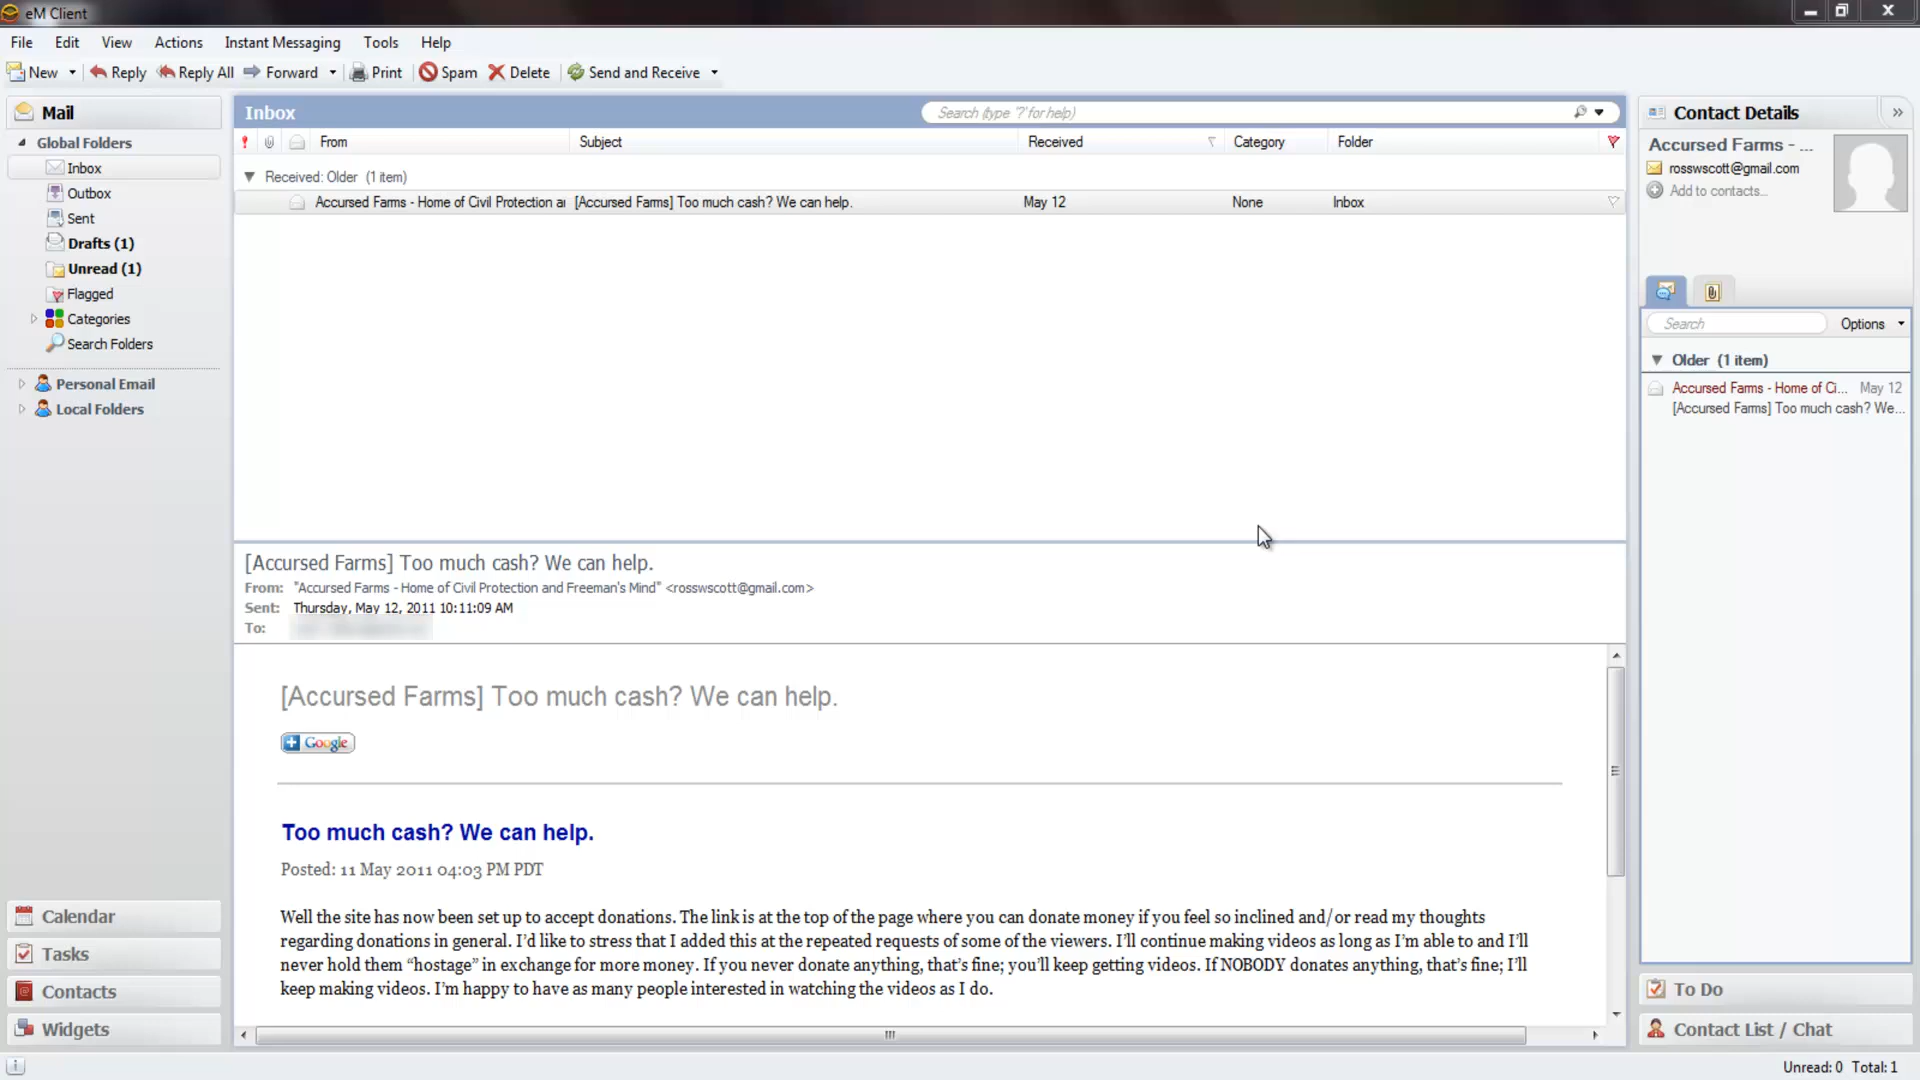 eM Client
File Edit View Actions Instant Messaging Tools Help
New Reply Reply All Forward Print Spam Delete Send and Receive
Mail
Global Folders
Inbox
Outbox
Sent
Drafts (1)
Unread (1)
Flagged
Categories
Search Folders
Personal Email
Local Folders
Calendar
Tasks
Contacts
Widgets
Inbox
Search (type '?' for help)
From Subject Received Category Folder
Received: Older (1 item)
Accursed Farms - Home of Civil Protection ar [Accursed Farms] Too much cash? We can help. May 12 None Inbox
[Accursed Farms] Too much cash? We can help.
From: "Accursed Farms - Home of Civil Protection and Freeman's Mind" <rosswscott@gmail.com>
Sent: Thursday, May 12, 2011 10:11:09 AM
To:
[Accursed Farms] Too much cash? We can help.
Google
Too much cash? We can help.
Posted: 11 May 2011 04:03 PM PDT
Well the site has now been set up to accept donations. The link is at the top of the page where you can donate money if you feel so inclined and/or read my thoughts
regarding donations in general. I’d like to stress that I added this at the repeated requests of some of the viewers. I’ll continue making videos as long as I’m able to and I’ll
never hold them “hostage” in exchange for more money. If you never donate anything, that’s fine; you’ll keep getting videos. If NOBODY donates anything, that’s fine; I’ll
keep making videos. I’m happy to have as many people interested in watching the videos as I do.
Contact Details
Accursed Farms - ...
rosswscott@gmail.com
Add to contacts...
Search Options
Older (1 item)
Accursed Farms - Home of Ci... May 12
[Accursed Farms] Too much cash? We...
To Do
Contact List / Chat
Unread: 0 Total: 1